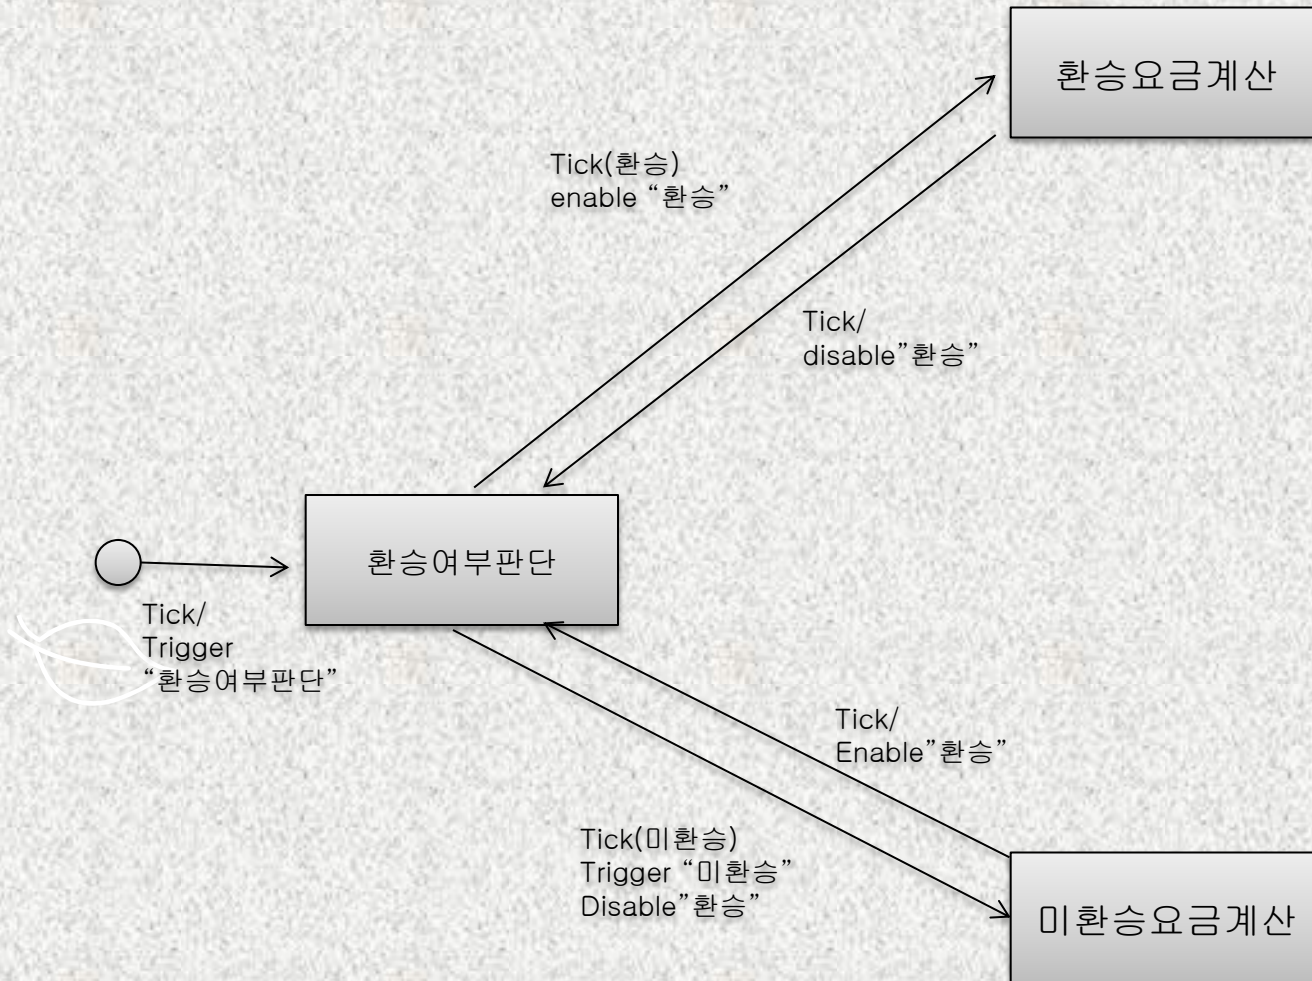 환승요금계산
Tick(환승)
enable “환승”
Tick/
disable”환승”
환승여부판단
Tick/
Trigger
“환승여부판단”
Tick/
Enable”환승”
Tick(미환승)
Trigger “미환승”
Disable”환승”
미환승요금계산